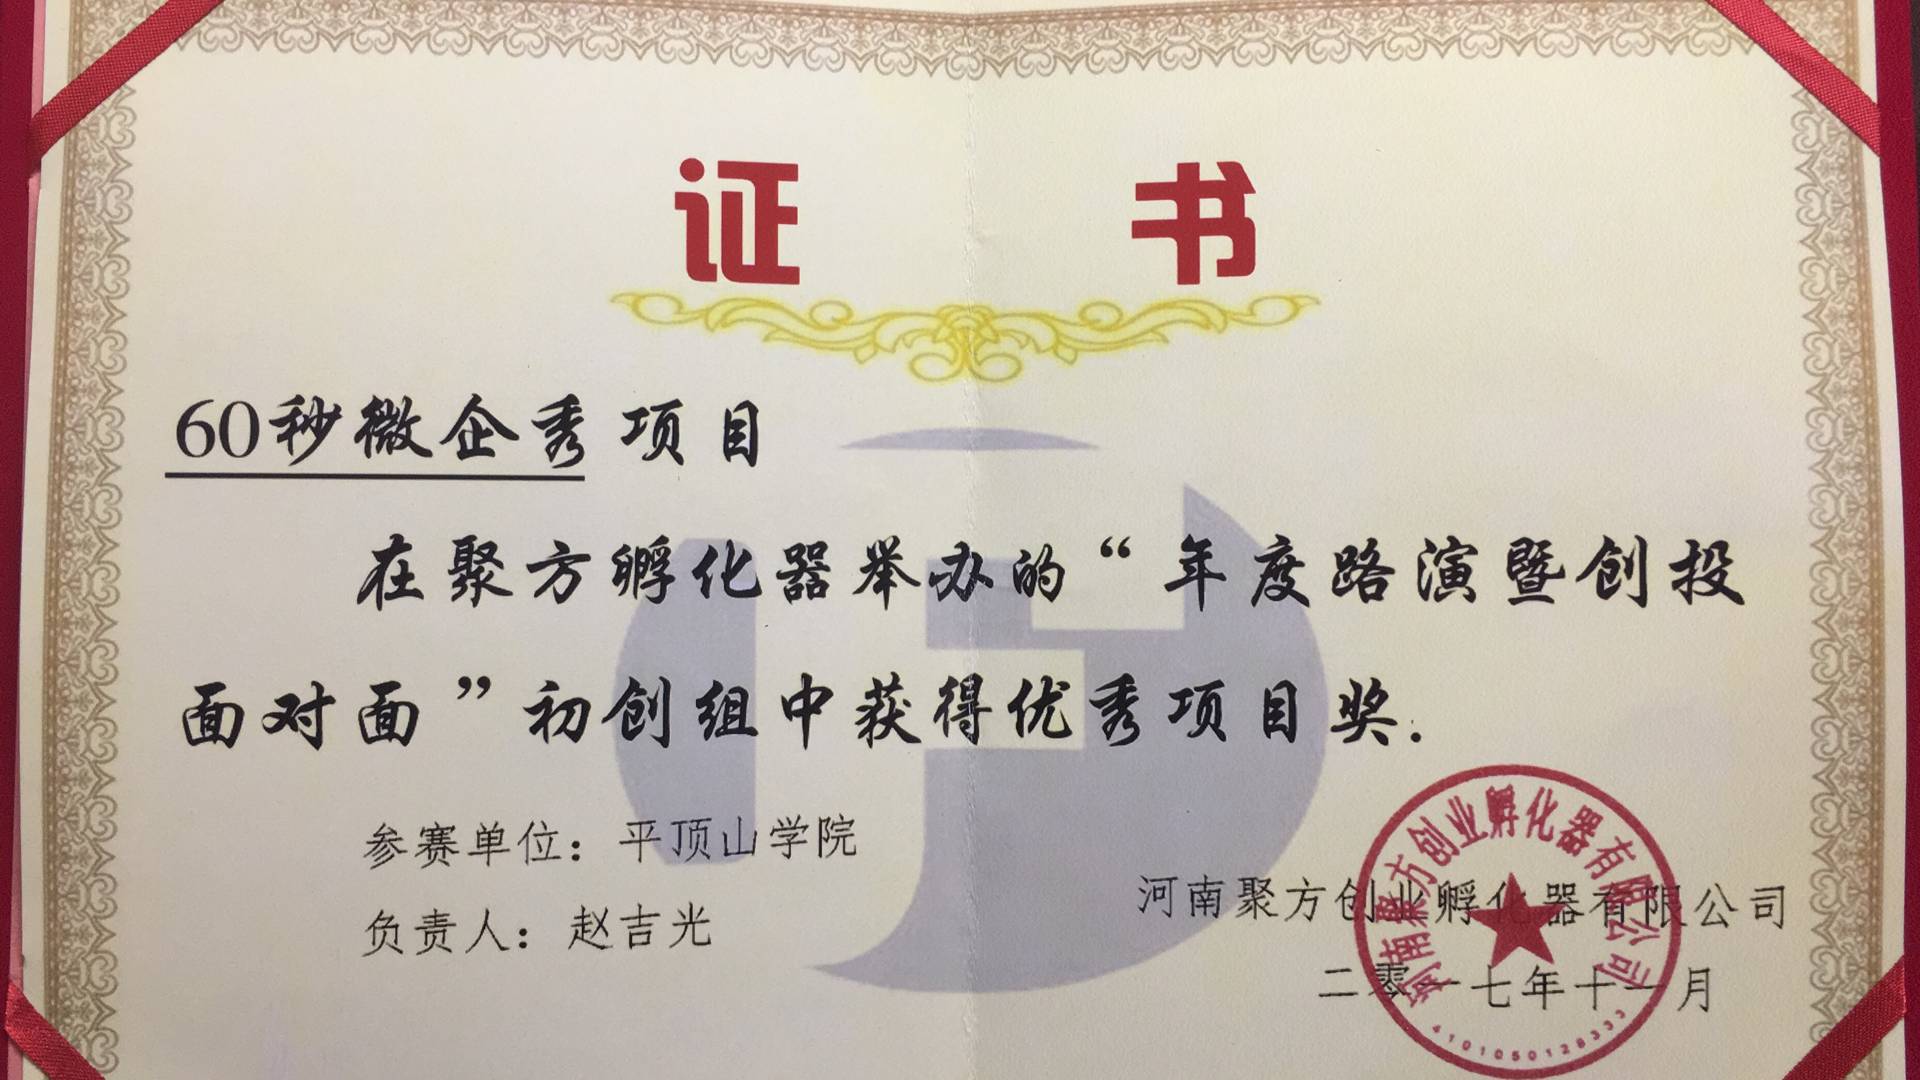 证 书
60秒微企秀项目
在聚方孵化器举办的“年度路演暨创投
面对面”初创组中获得优秀项目奖.
参赛单位：平顶山学院
负责人：赵吉光
河南聚方创业孵化器有限公司
二零一七年十一月
河南聚方创业孵化器有限公司
4101050128333